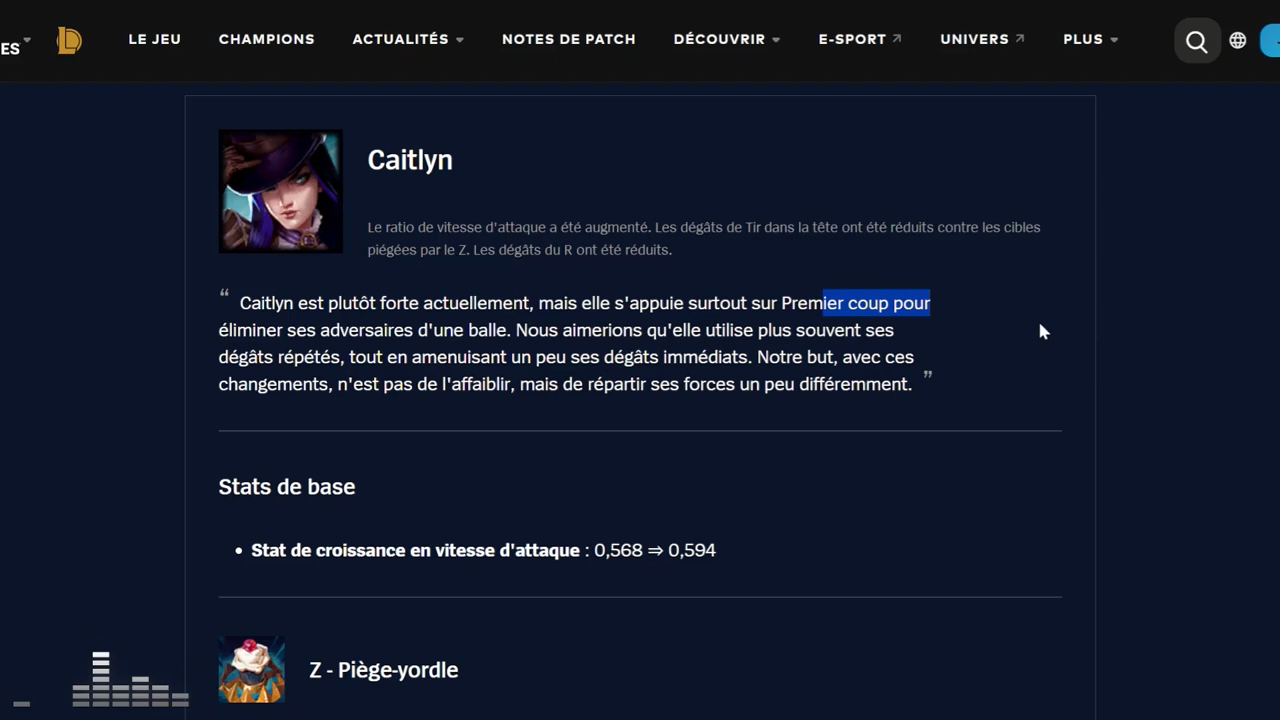 ES
LE JEU CHAMPIONS ACTUALITÉS NOTES DE PATCH DÉCOUVRIR E-SPORT UNIVERS PLUS
Caitlyn
Le ratio de vitesse d'attaque a été augmenté. Les dégâts de Tir dans la tête ont été réduits contre les cibles
piégées par le Z. Les dégâts du R ont été réduits.
“ Caitlyn est plutôt forte actuellement, mais elle s'appuie surtout sur Premier coup pour
éliminer ses adversaires d'une balle. Nous aimerions qu'elle utilise plus souvent ses
dégâts répétés, tout en amenuisant un peu ses dégâts immédiats. Notre but, avec ces
changements, n'est pas de l'affaiblir, mais de répartir ses forces un peu différemment. ”
Stats de base
• Stat de croissance en vitesse d'attaque : 0,568 ⇒ 0,594
Z - Piège-yordle